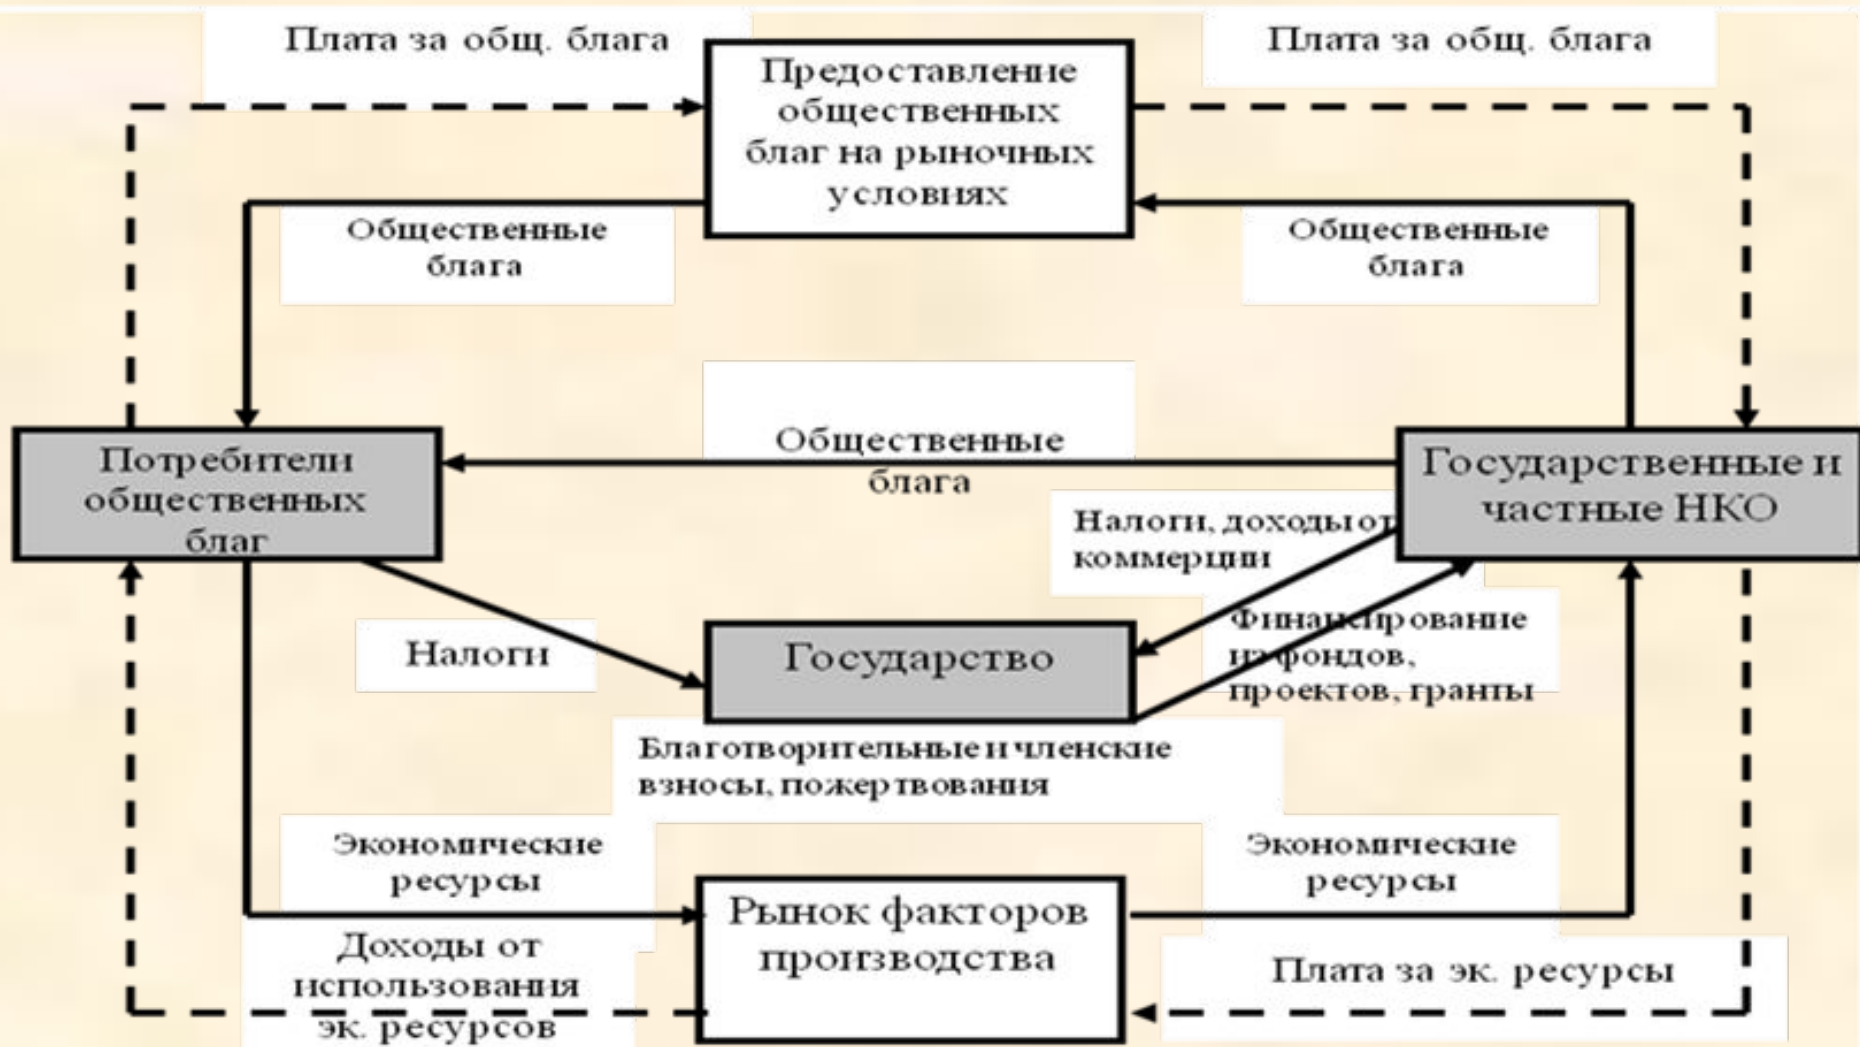 Плата за общ. блага
Плата за общ. блага
Предоставление
общественных
благ на рыночных
условиях
Общественные
блага
Общественные
блага
Общественные
блага
Потребители
общественных
благ
Государственные и
частные НКО
Налоги, доходы от
коммерции
Финансирование
из фондов,
проектов, гранты
Налоги
Государство
Благотворительные и членские
взносы, пожертвования
Экономические
ресурсы
Экономические
ресурсы
Рынок факторов
производства
Доходы от
использования
эк. ресурсов
Плата за эк. ресурсы